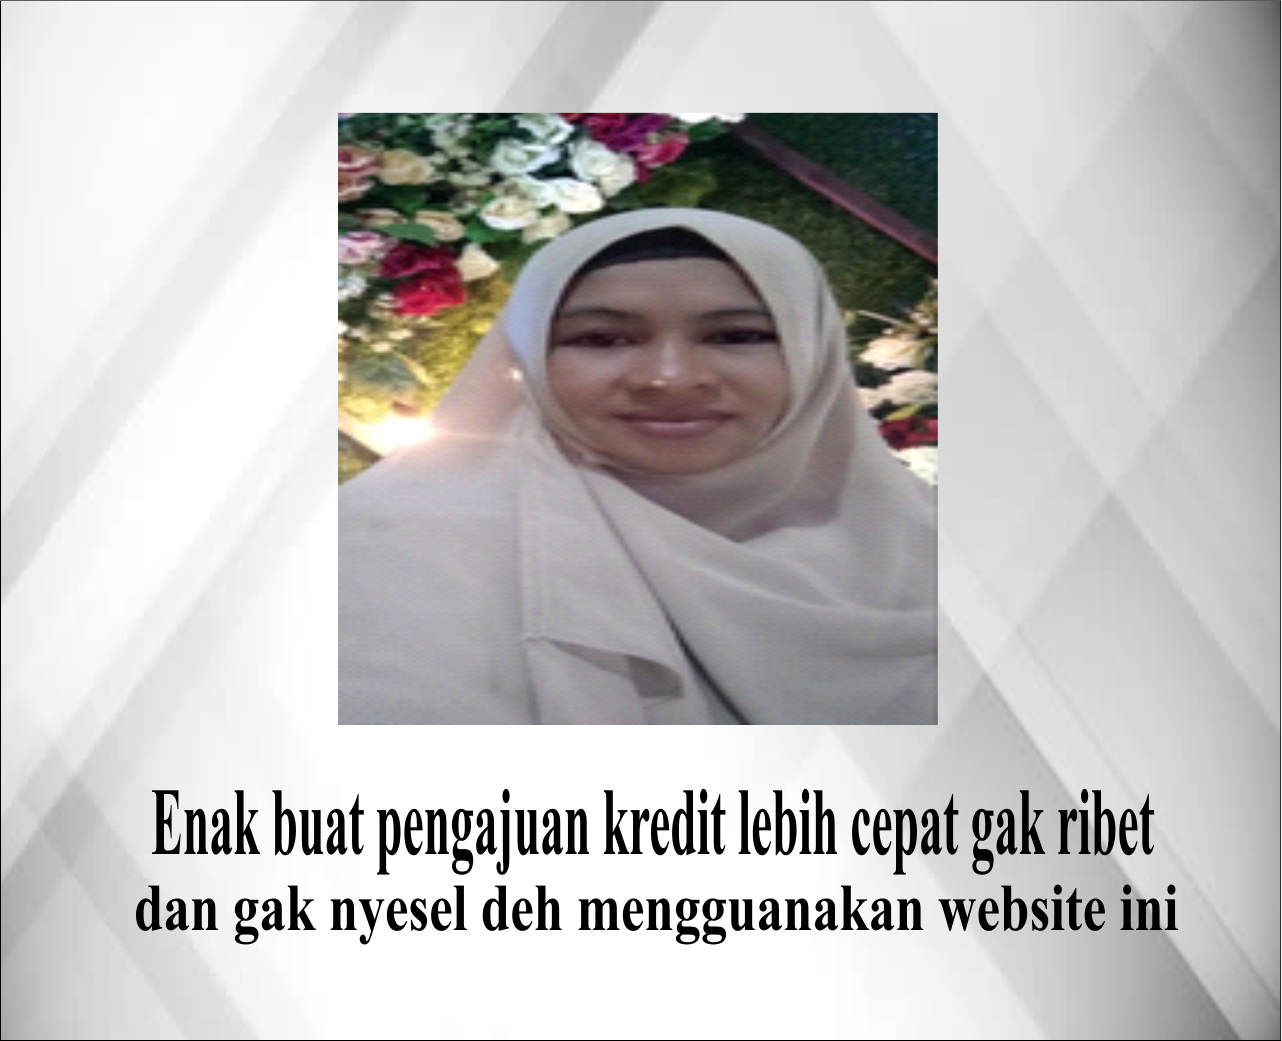 Enak buat pengajuan kredit lebih cepat gak ribet
dan gak nyesel deh mengguanakan website ini